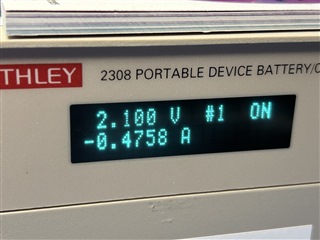 THLEY 2308 PORTABLE DEVICE BATTERY/C
2.100 V #1 ON
-0.4758 A